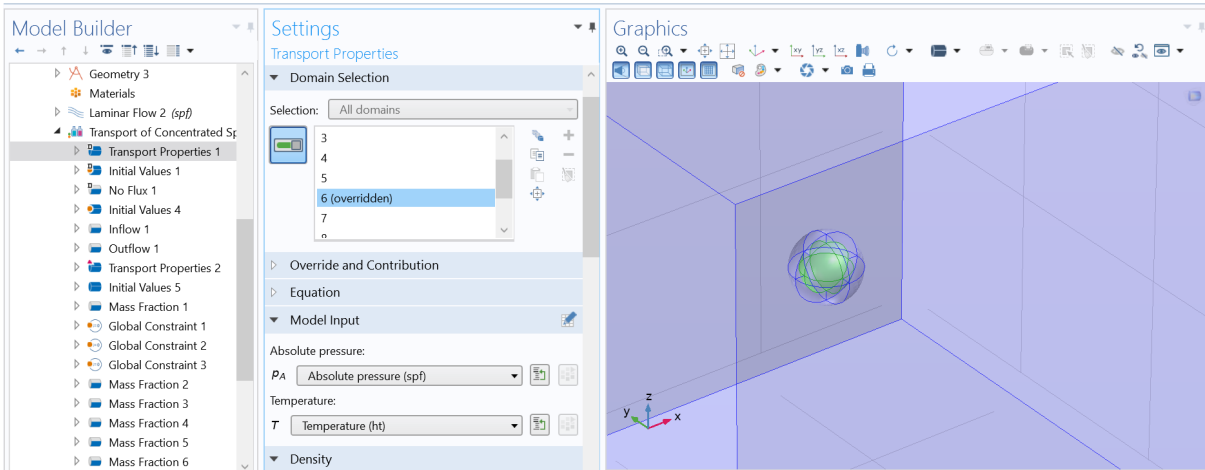 Model Builder
Geometry 3
Materials
Laminar Flow 2 (spf)
Transport of Concentrated Sp
Transport Properties 1
Initial Values 1
No Flux 1
Initial Values 4
Inflow 1
Outflow 1
Transport Properties 2
Initial Values 5
Mass Fraction 1
Global Constraint 1
Global Constraint 2
Global Constraint 3
Mass Fraction 2
Mass Fraction 3
Mass Fraction 4
Mass Fraction 5
Mass Fraction 6
Settings
Transport Properties
Domain Selection
Selection: All domains
3
4
5
6 (overridden)
7
Override and Contribution
Equation
Model Input
Absolute pressure:
pA Absolute pressure (spf)
Temperature:
T Temperature (ht)
Density
Graphics
xy yz xz
z
y x